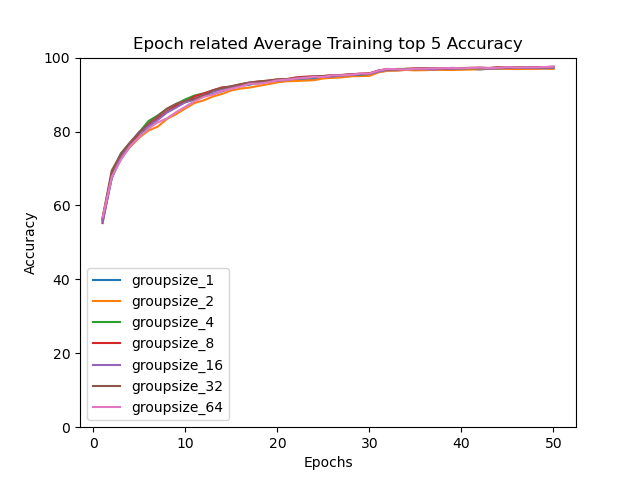 Epoch related Average Training top 5 Accuracy
100
80
60
40
20
0
Accuracy
groupsize_1
groupsize_2
groupsize_4
groupsize_8
groupsize_16
groupsize_32
groupsize_64
0 10 20 30 40 50
Epochs